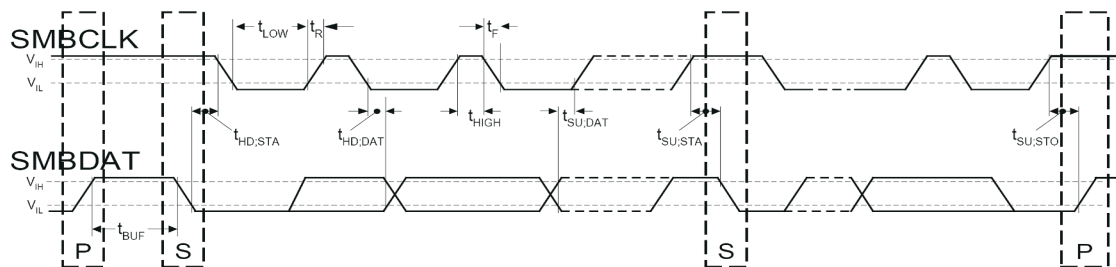 t_LOW t_R t_F
SMBCLK
V_IH
V_IL
t_HD;STA t_HD;DAT t_HIGH t_SU;DAT t_SU;STA t_SU;STO
SMBDAT
V_IH
V_IL
t_BUF
P S S P